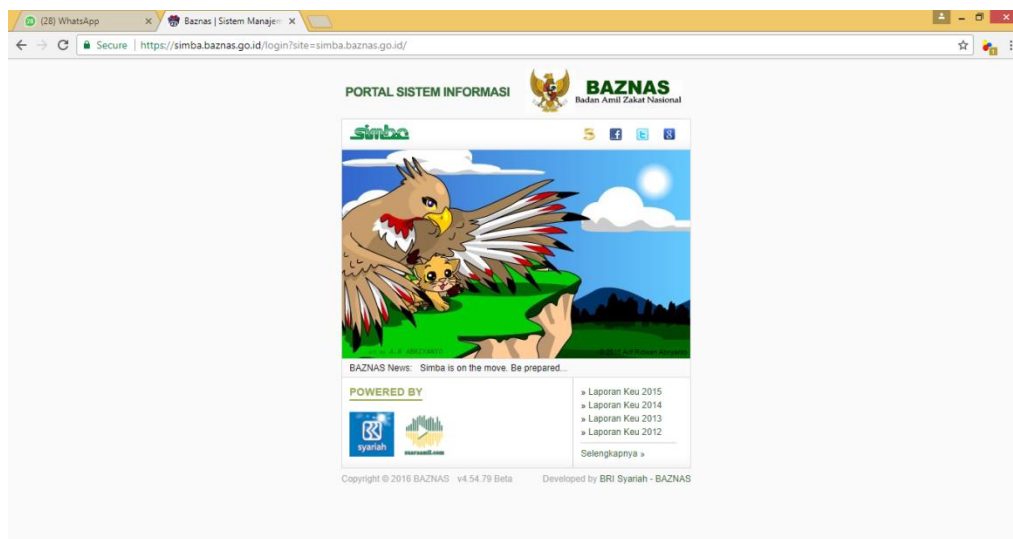 (28) WhatsApp
Baznas | Sistem Manajem
Secure | https://simba.baznas.go.id/login?site=simba.baznas.go.id/
PORTAL SISTEM INFORMASI
BAZNAS
Badan Amil Zakat Nasional
simba
BAZNAS News: Simba is on the move. Be prepared...
POWERED BY
» Laporan Keu 2015
» Laporan Keu 2014
» Laporan Keu 2013
» Laporan Keu 2012
syariah
suaraamil.com
Selengkapnya »
Copyright © 2016 BAZNAS v4.54.79 Beta
Developed by BRI Syariah - BAZNAS